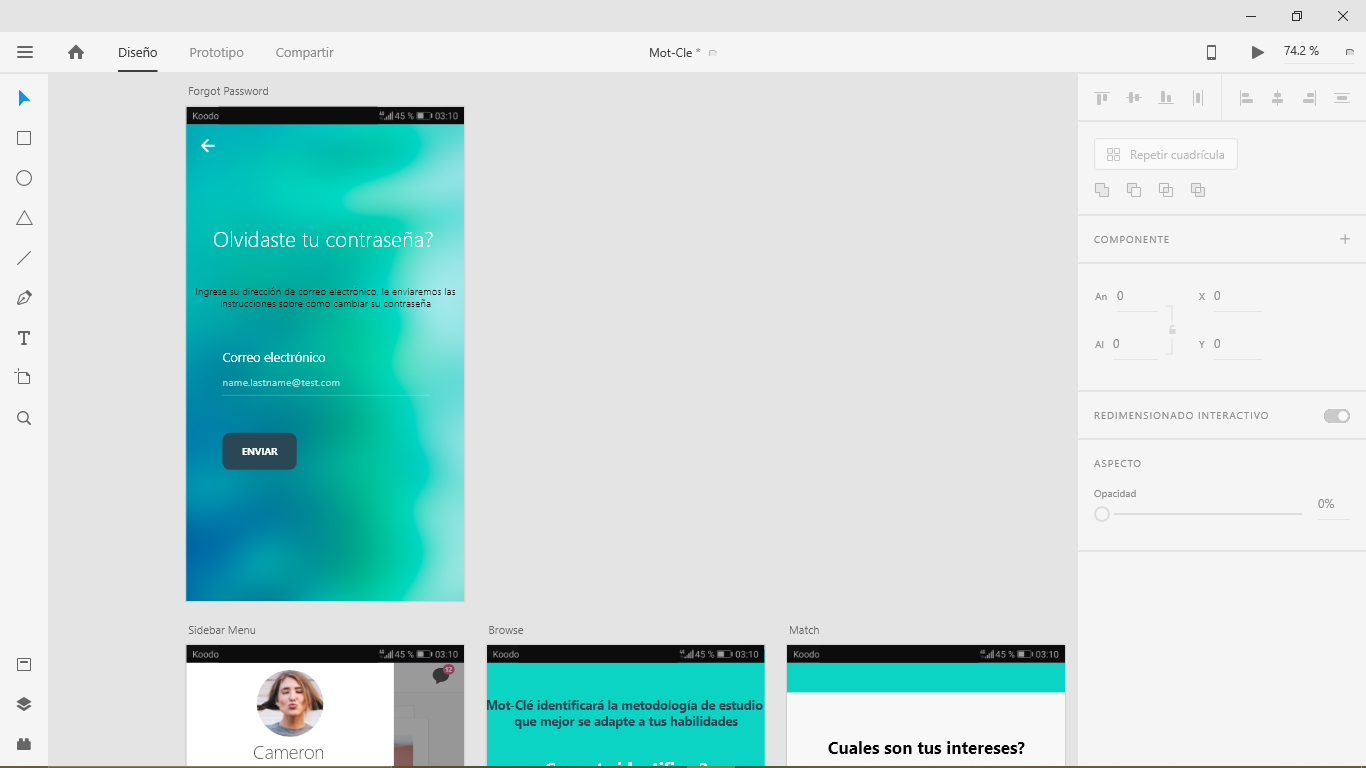 Diseño
Prototipo
Compartir
Mot-Cle *
74.2 %
Forgot Password
Koodo
45 %
03:10
Olvidaste tu contraseña?
Ingrese su dirección de correo electrónico, le enviaremos las
instrucciones sobre cómo cambiar su contraseña
Correo electrónico
name.lastname@test.com
ENVIAR
Repetir cuadrícula
COMPONENTE
An 0
X 0
Al 0
Y 0
REDIMENSIONADO INTERACTIVO
ASPECTO
Opacidad
0%
Sidebar Menu
Koodo
45 %
03:10
12
Cameron
Browse
Koodo
45 %
03:10
Mot-Clé identificará la metodología de estudio
que mejor se adapte a tus habilidades
Match
Koodo
45 %
03:10
Cuales son tus intereses?